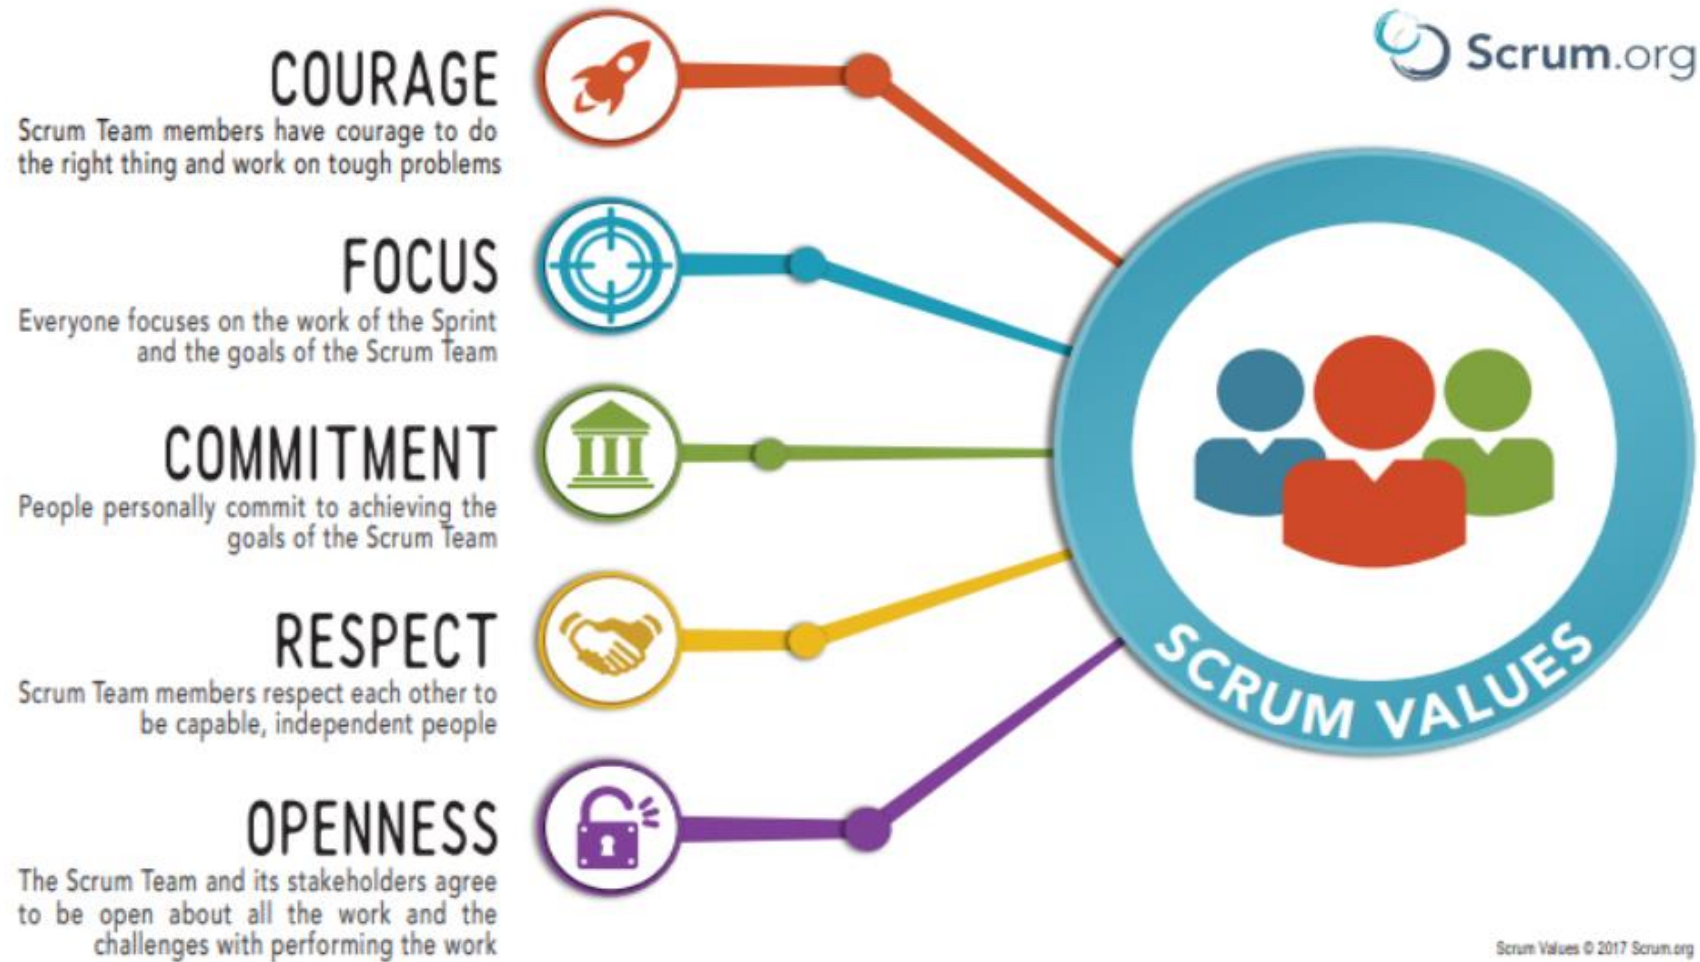 Scrum.org
COURAGE
Scrum Team members have courage to do
the right thing and work on tough problems
FOCUS
Everyone focuses on the work of the Sprint
and the goals of the Scrum Team
COMMITMENT
People personally commit to achieving the
goals of the Scrum Team
RESPECT
Scrum Team members respect each other to
be capable, independent people
OPENNESS
The Scrum Team and its stakeholders agree
to be open about all the work and the
challenges with performing the work
SCRUM VALUES
Scrum Values © 2017 Scrum.org